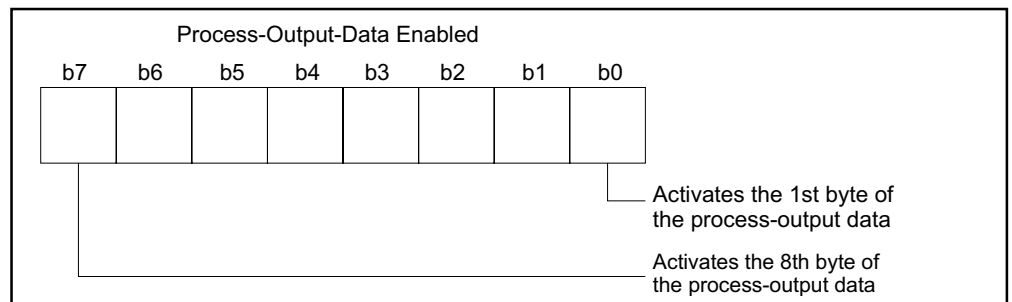 Process-Output-Data Enabled
b7 b6 b5 b4 b3 b2 b1 b0
Activates the 1st byte of
the process-output data
Activates the 8th byte of
the process-output data